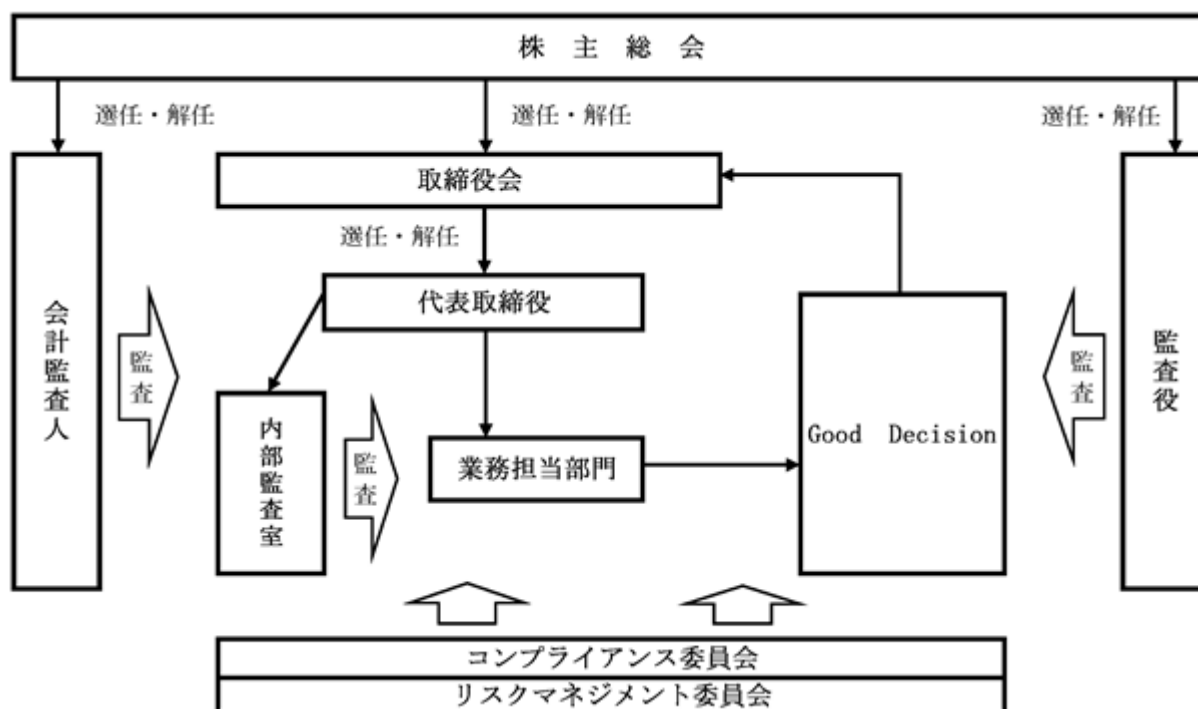 株 主 総 会
選任・解任
選任・解任
選任・解任
取締役会
選任・解任
代表取締役
会計監査人
監査
内部監査室
監査
業務担当部門
Good Decision
監査
監査役
コンプライアンス委員会
リスクマネジメント委員会